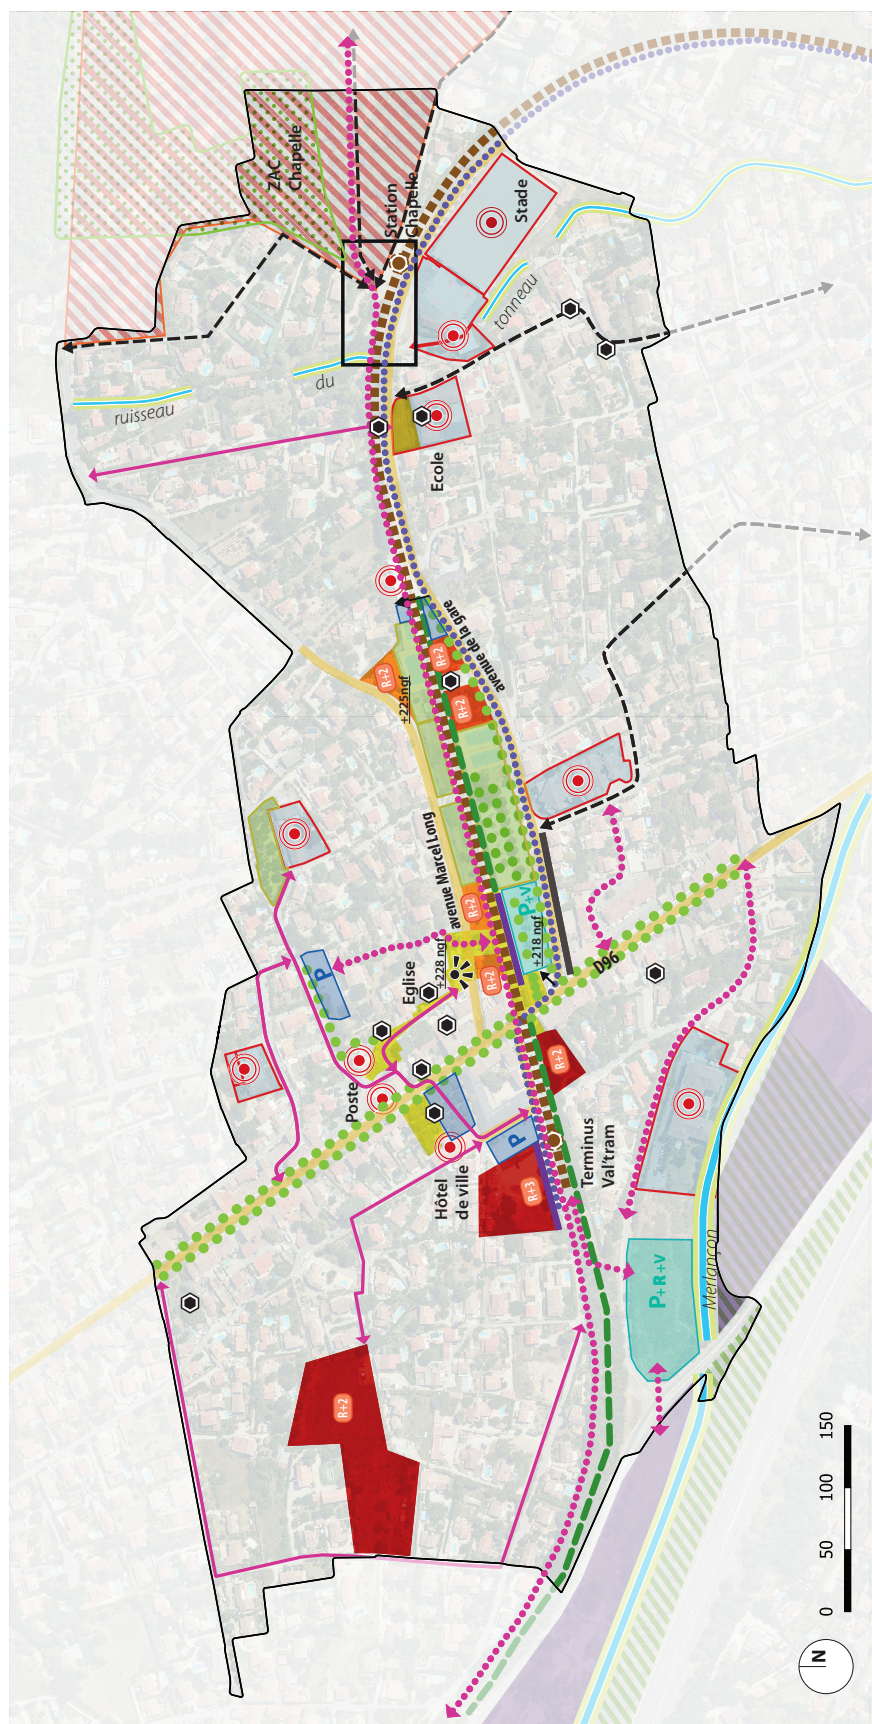 ZAC
Chapelle
Station
Chapelle
Stade
tonneau
du
ruisseau
Ecole
avenue de la gare
R+2
R+2
R+2
+225ngf
avenue Marcel Long
R+2
P+V
+218 ngf
+228 ngf
R+2
Eglise
P
D96
Poste
R+2
P
Hôtel
de ville
R+3
Terminus
Val'tram
P+R+V
Merlançon
R+2
0 50 100 150
N